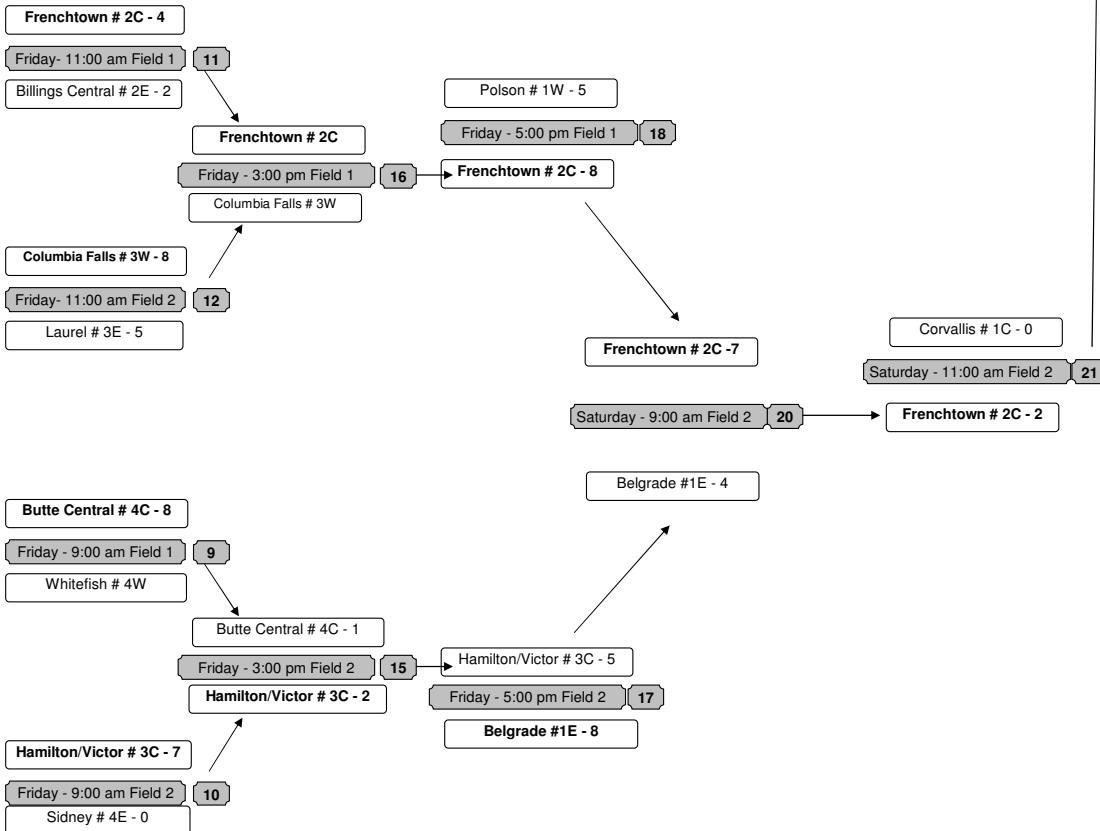 Frenchtown # 2C - 4
Friday- 11:00 am Field 1 11
Billings Central # 2E - 2
Polson # 1W - 5
Friday - 5:00 pm Field 1 18
Frenchtown # 2C - 8
Frenchtown # 2C
Friday - 3:00 pm Field 1 16
Columbia Falls # 3W
Columbia Falls # 3W - 8
Friday- 11:00 am Field 2 12
Laurel # 3E - 5
Frenchtown # 2C -7
Saturday - 9:00 am Field 2 20
Belgrade #1E - 4
Corvallis # 1C - 0
Saturday - 11:00 am Field 2 21
Frenchtown # 2C - 2
Butte Central # 4C - 8
Friday - 9:00 am Field 1 9
Whitefish # 4W
Butte Central # 4C - 1
Friday - 3:00 pm Field 2 15
Hamilton/Victor # 3C - 2
Hamilton/Victor # 3C - 5
Friday - 5:00 pm Field 2 17
Belgrade #1E - 8
Hamilton/Victor # 3C - 7
Friday - 9:00 am Field 2 10
Sidney # 4E - 0